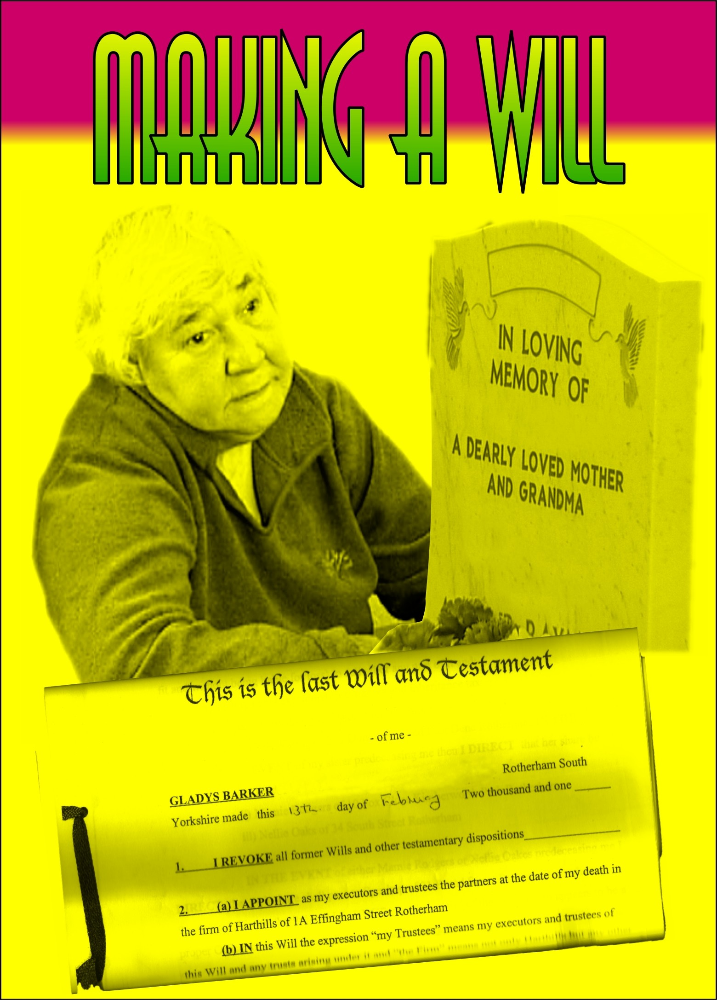 MAKING A WILL
IN LOVING
MEMORY OF
A DEARLY LOVED MOTHER
AND GRANDMA
This is the last Will and Testament
- of me -
Rotherham South
GLADYS BARKER
Yorkshire made this 13th day of February Two thousand and one
1. I REVOKE all former Wills and other testamentary dispositions
2. (a) I APPOINT as my executors and trustees the partners at the date of my death in
the firm of Harthills of 1A Effingham Street Rotherham
(b) IN this Will the expression “my Trustees” means my executors and trustees of
this Will and any trusts arising under it and “the Firm” means not only Harthills but any other